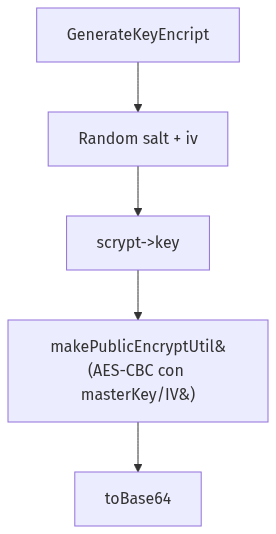 GenerateKeyEncript
Random salt + iv
scrypt->key
makePublicEncryptUtil&
(AES-CBC con
masterKey/IV&)
toBase64